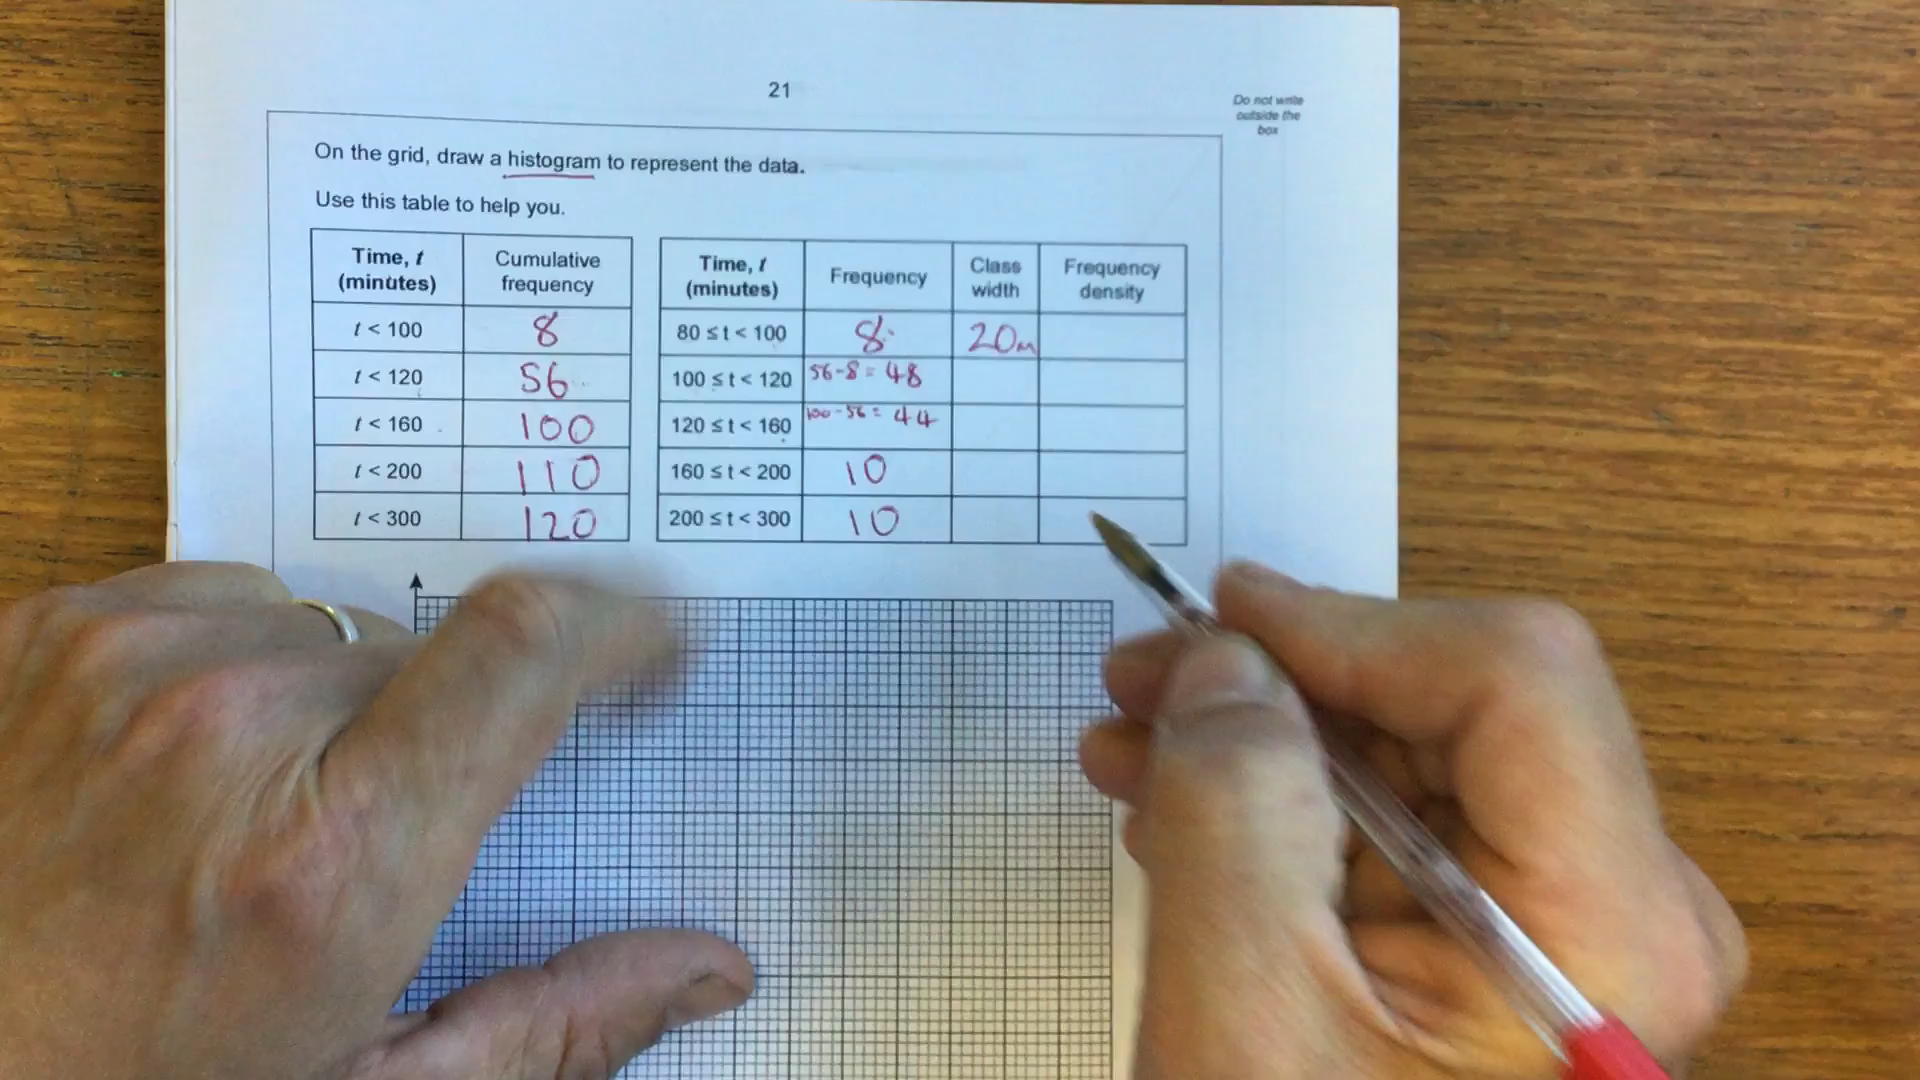 21
Do not write
outside the
box
On the grid, draw a histogram to represent the data.
Use this table to help you.
Time, t
(minutes)
Cumulative
frequency
t < 100
8
t < 120
56
t < 160
100
t < 200
110
t < 300
120
Time, t
(minutes)
Frequency
Class
width
Frequency
density
80 ≤ t < 100
8
20m
100 ≤ t < 120
56-8 = 48
120 ≤ t < 160
100-56 = 44
160 ≤ t < 200
10
200 ≤ t < 300
10